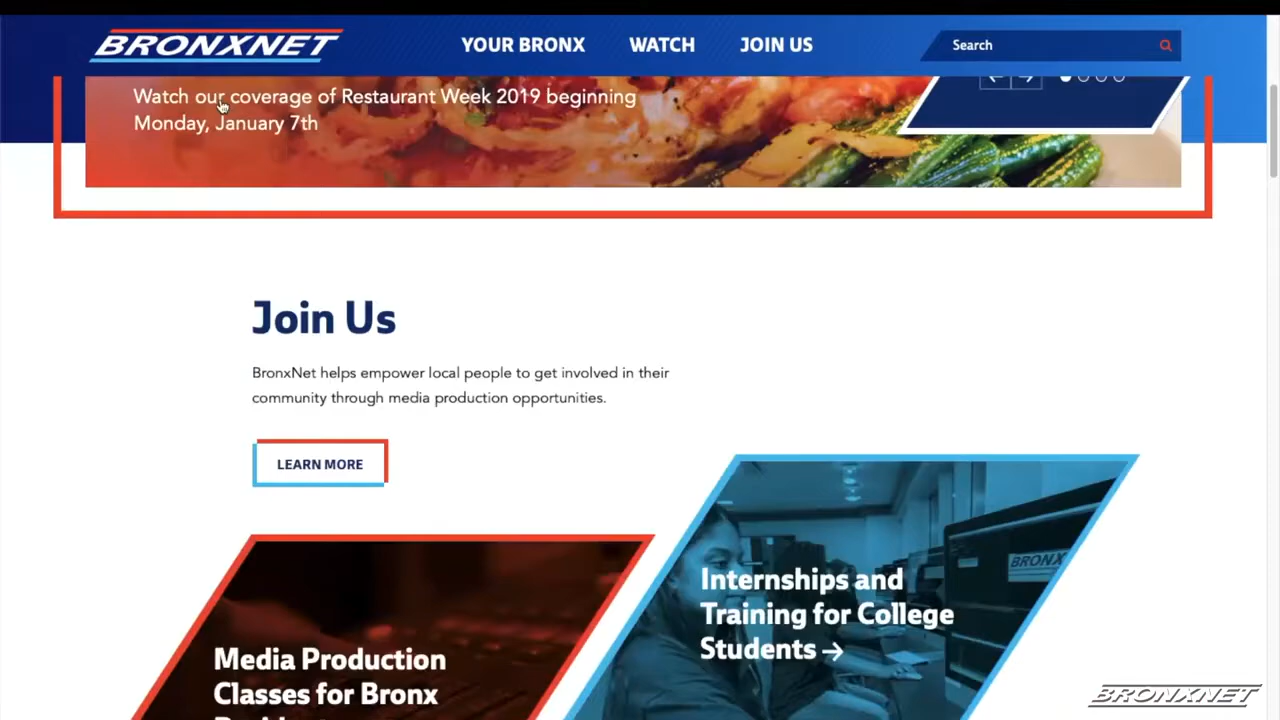 BRONXNET
YOUR BRONX
WATCH
JOIN US
Search
Watch our coverage of Restaurant Week 2019 beginning
Monday, January 7th
Join Us
BronxNet helps empower local people to get involved in their
community through media production opportunities.
LEARN MORE
BRONX
Internships and
Training for College
Students →
Media Production
Classes for Bronx
BRONXNET